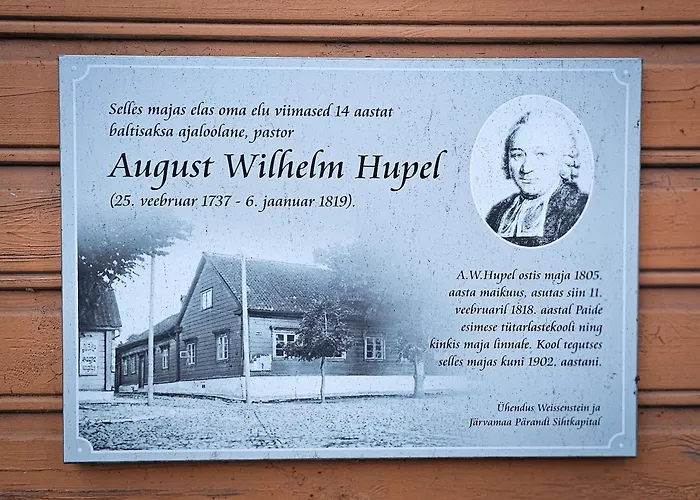 Selles majas elas oma elu viimased 14 aastat
baltisaksa ajaloolane, pastor
August Wilhelm Hupel
(25. veebruar 1737 - 6. jaanuar 1819).
A.W.Hupel ostis maja 1805.
aasta maikuus, asutas siin 11.
veebruaril 1818. aastal Paide
esimese tütarlastekooli ning
kinkis maja linnale. Kool tegutses
selles majas kuni 1902. aastani.
Ühendus Weissenstein ja
Järvamaa Pärandi Sihtkapital